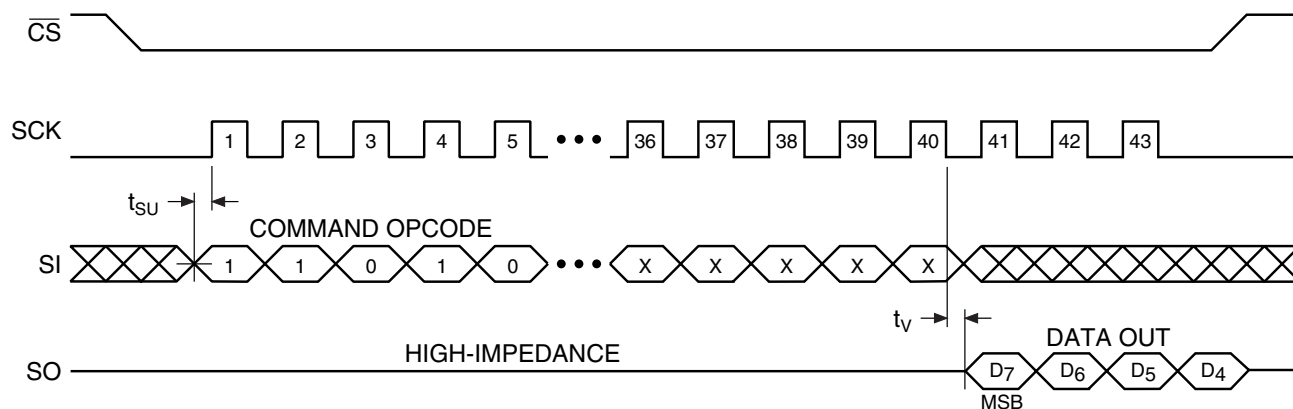 CS
SCK 1 2 3 4 5 ••• 36 37 38 39 40 41 42 43
tSU
COMMAND OPCODE
SI 1 1 0 1 0 ••• X X X X X
tV
HIGH-IMPEDANCE DATA OUT
SO D7 D6 D5 D4
MSB